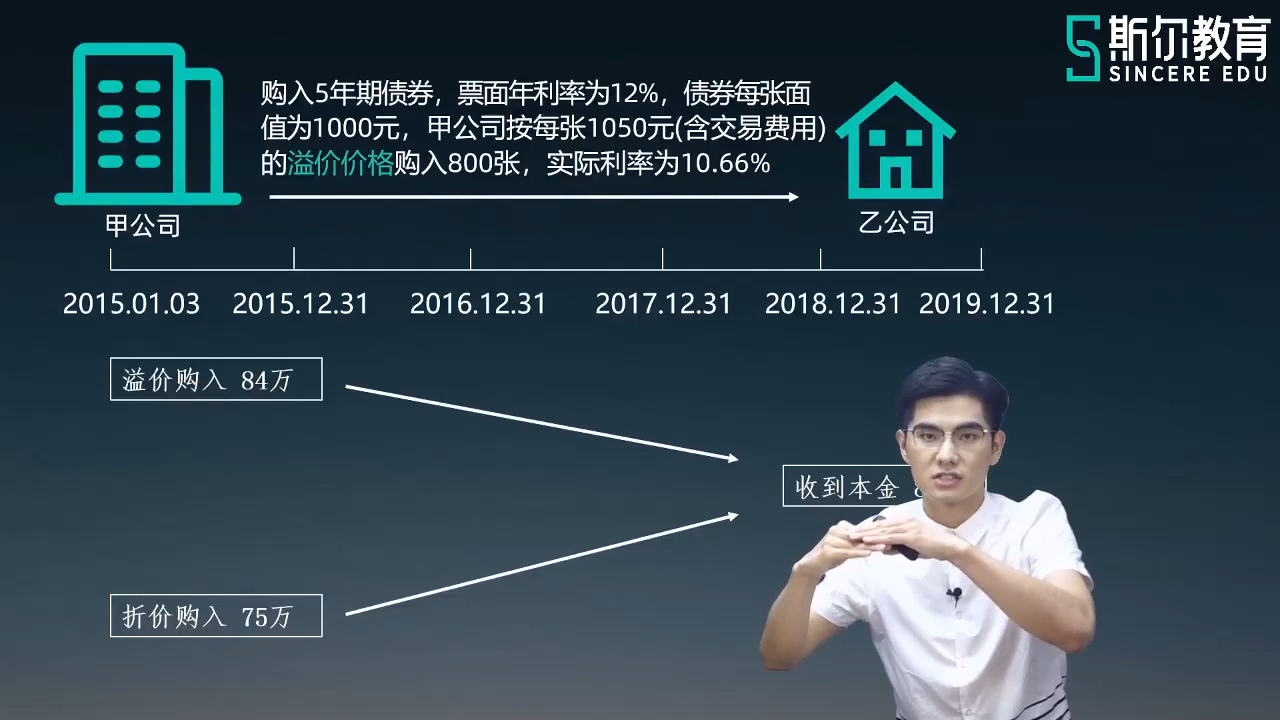 斯尔教育
SINCERE EDU
购入5年期债券，票面年利率为12%，债券每张面
值为1000元，甲公司按每张1050元(含交易费用)
的溢价价格购入800张，实际利率为10.66%
甲公司
乙公司
2015.01.03 2015.12.31 2016.12.31 2017.12.31 2018.12.31 2019.12.31
溢价购入 84万
收到本金
折价购入 75万